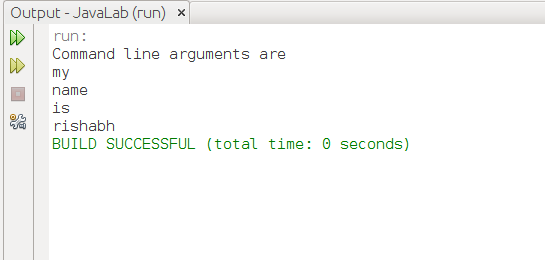 Output - JavaLab (run) ×
run:
Command line arguments are
my
name
is
rishabh
BUILD SUCCESSFUL (total time: 0 seconds)